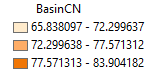 BasinCN
65.838097 - 72.299637
72.299638 - 77.571312
77.571313 - 83.904182